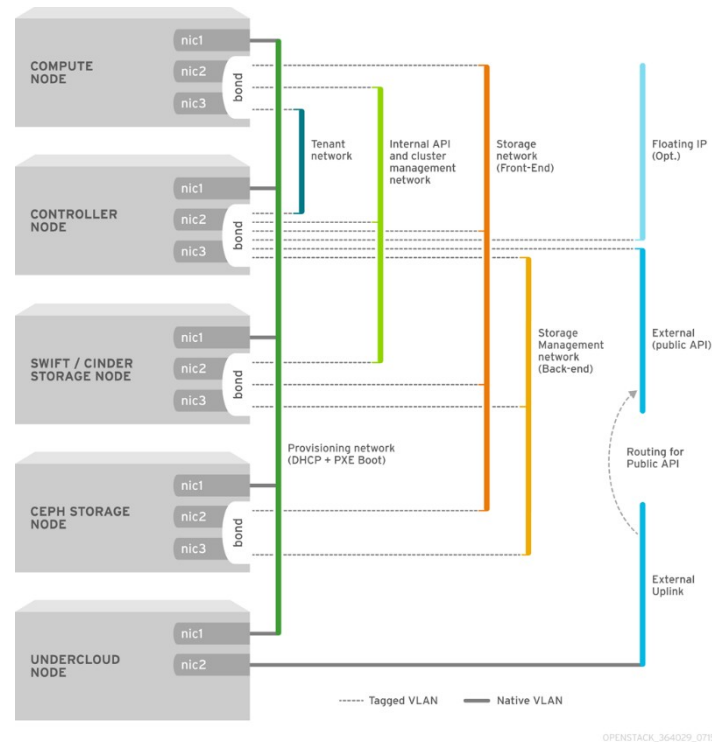 COMPUTE
NODE
nic1
nic2
nic3
bond
Tenant
network
Internal API
and cluster
management
network
Storage
network
(Front-End)
Floating IP
(Opt.)
CONTROLLER
NODE
nic1
nic2
nic3
bond
SWIFT / CINDER
STORAGE NODE
nic1
nic2
nic3
bond
Storage
Management
network
(Back-end)
External
(public API)
Provisioning network
(DHCP + PXE Boot)
Routing for
Public API
CEPH STORAGE
NODE
nic1
nic2
nic3
bond
External
Uplink
UNDERCLOUD
NODE
nic1
nic2
Tagged VLAN
Native VLAN
OPENSTACK_364029_0715